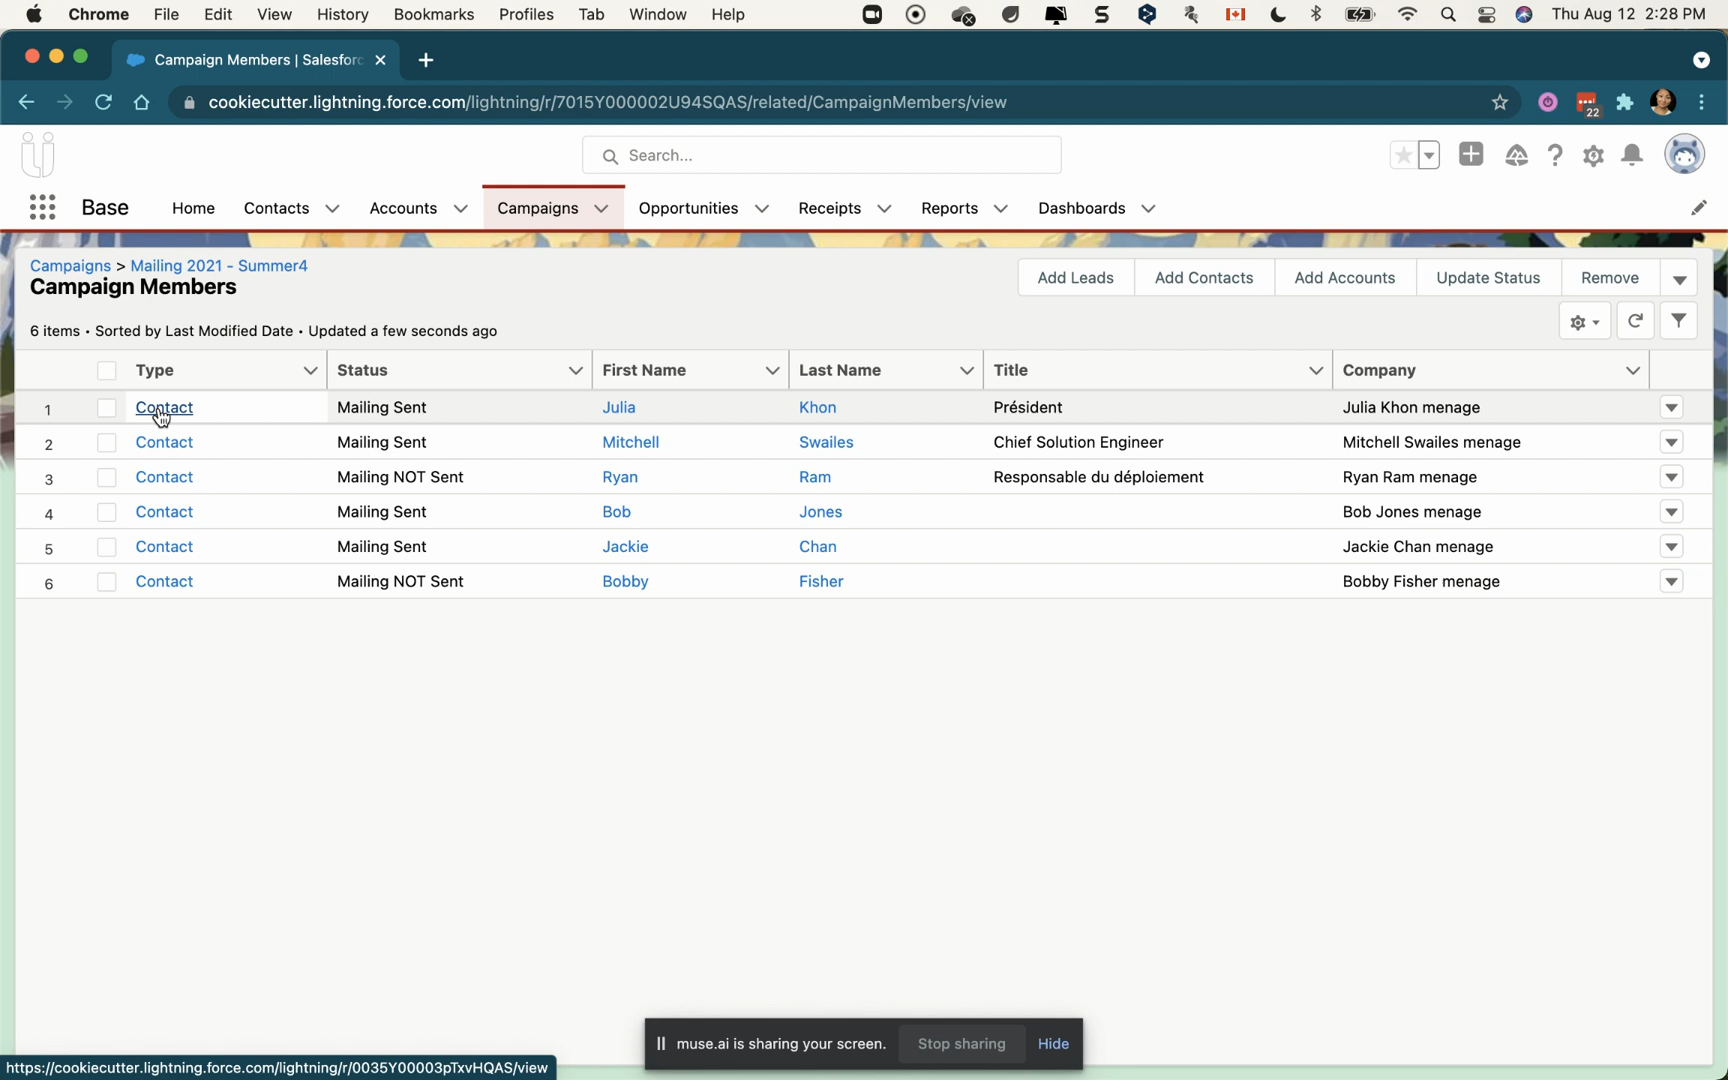 Chrome File Edit View History Bookmarks Profiles Tab Window Help Thu Aug 12 2:28 PM
Campaign Members | Salesforc
cookiecutter.lightning.force.com/lightning/r/7015Y000002U94SQAS/related/CampaignMembers/view
22
Search...
Base Home Contacts Accounts Campaigns Opportunities Receipts Reports Dashboards
Campaigns > Mailing 2021 - Summer4
Campaign Members
Add Leads Add Contacts Add Accounts Update Status Remove
6 items • Sorted by Last Modified Date • Updated a few seconds ago
Type Status First Name Last Name Title Company
1 Contact Mailing Sent Julia Khon Président Julia Khon menage
2 Contact Mailing Sent Mitchell Swailes Chief Solution Engineer Mitchell Swailes menage
3 Contact Mailing NOT Sent Ryan Ram Responsable du déploiement Ryan Ram menage
4 Contact Mailing Sent Bob Jones Bob Jones menage
5 Contact Mailing Sent Jackie Chan Jackie Chan menage
6 Contact Mailing NOT Sent Bobby Fisher Bobby Fisher menage
muse.ai is sharing your screen. Stop sharing Hide
https://cookiecutter.lightning.force.com/lightning/r/0035Y00003pTxvHQAS/view